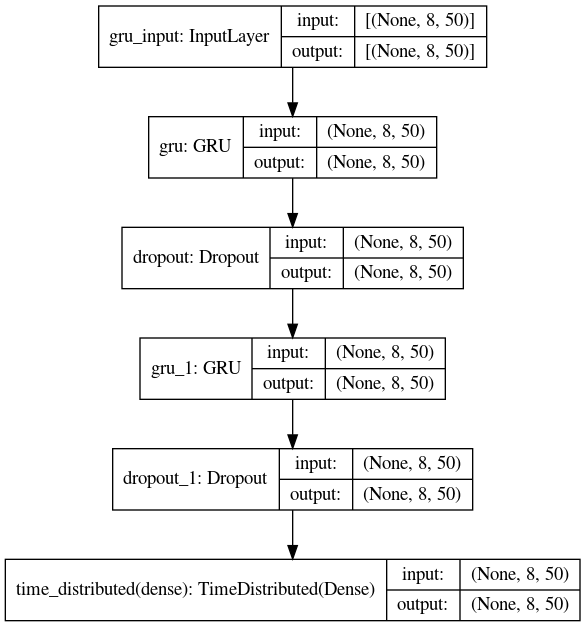 gru_input: InputLayer
input: [(None, 8, 50)]
output: [(None, 8, 50)]
gru: GRU
input: (None, 8, 50)
output: (None, 8, 50)
dropout: Dropout
input: (None, 8, 50)
output: (None, 8, 50)
gru_1: GRU
input: (None, 8, 50)
output: (None, 8, 50)
dropout_1: Dropout
input: (None, 8, 50)
output: (None, 8, 50)
time_distributed(dense): TimeDistributed(Dense)
input: (None, 8, 50)
output: (None, 8, 50)